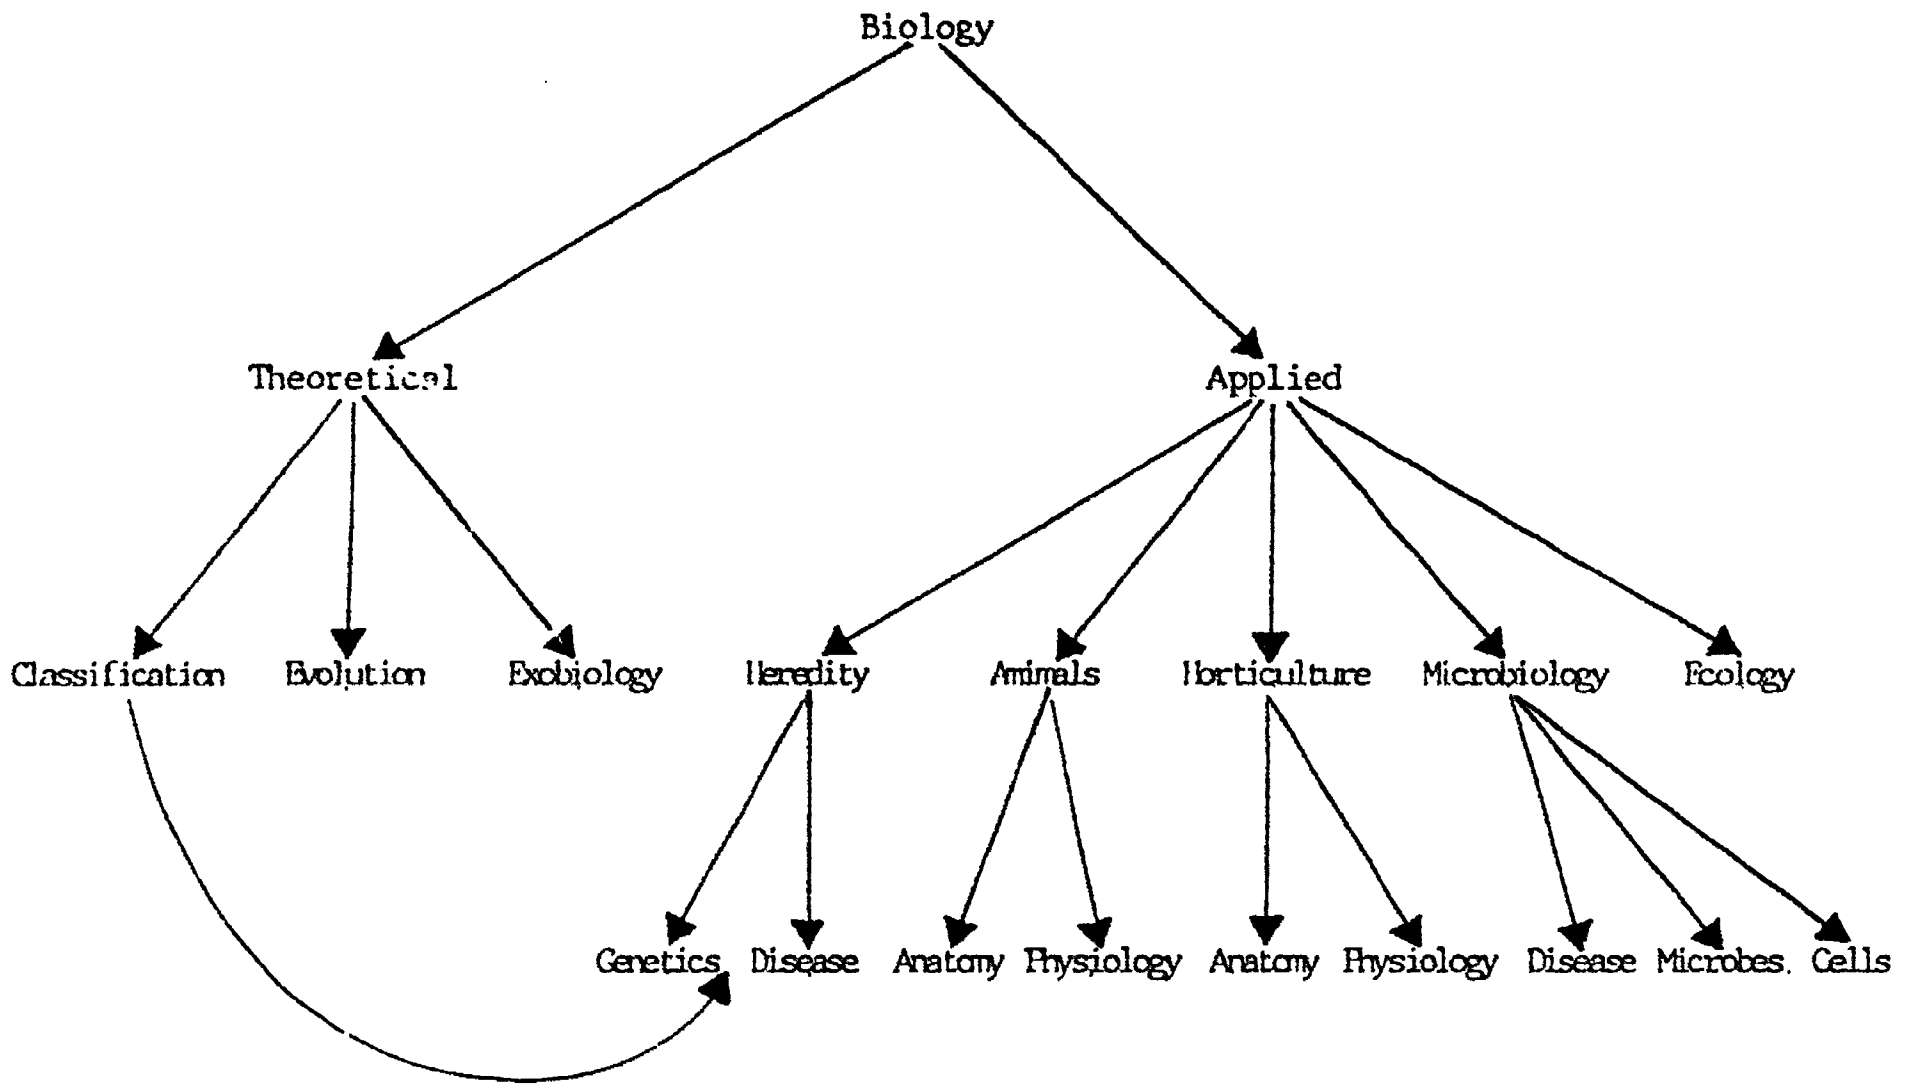 Biology
Theoretical Applied
Classification Evolution Exobiology Heredity Animals Horticulture Microbiology Ecology
Genetics Disease Anatomy Physiology Anatomy Physiology Disease Microbes. Cells